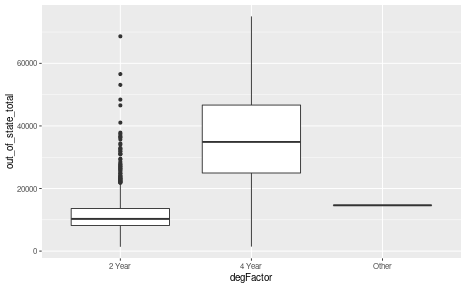 out_of_state_total
60000
40000
20000
0
2 Year
4 Year
Other
degFactor